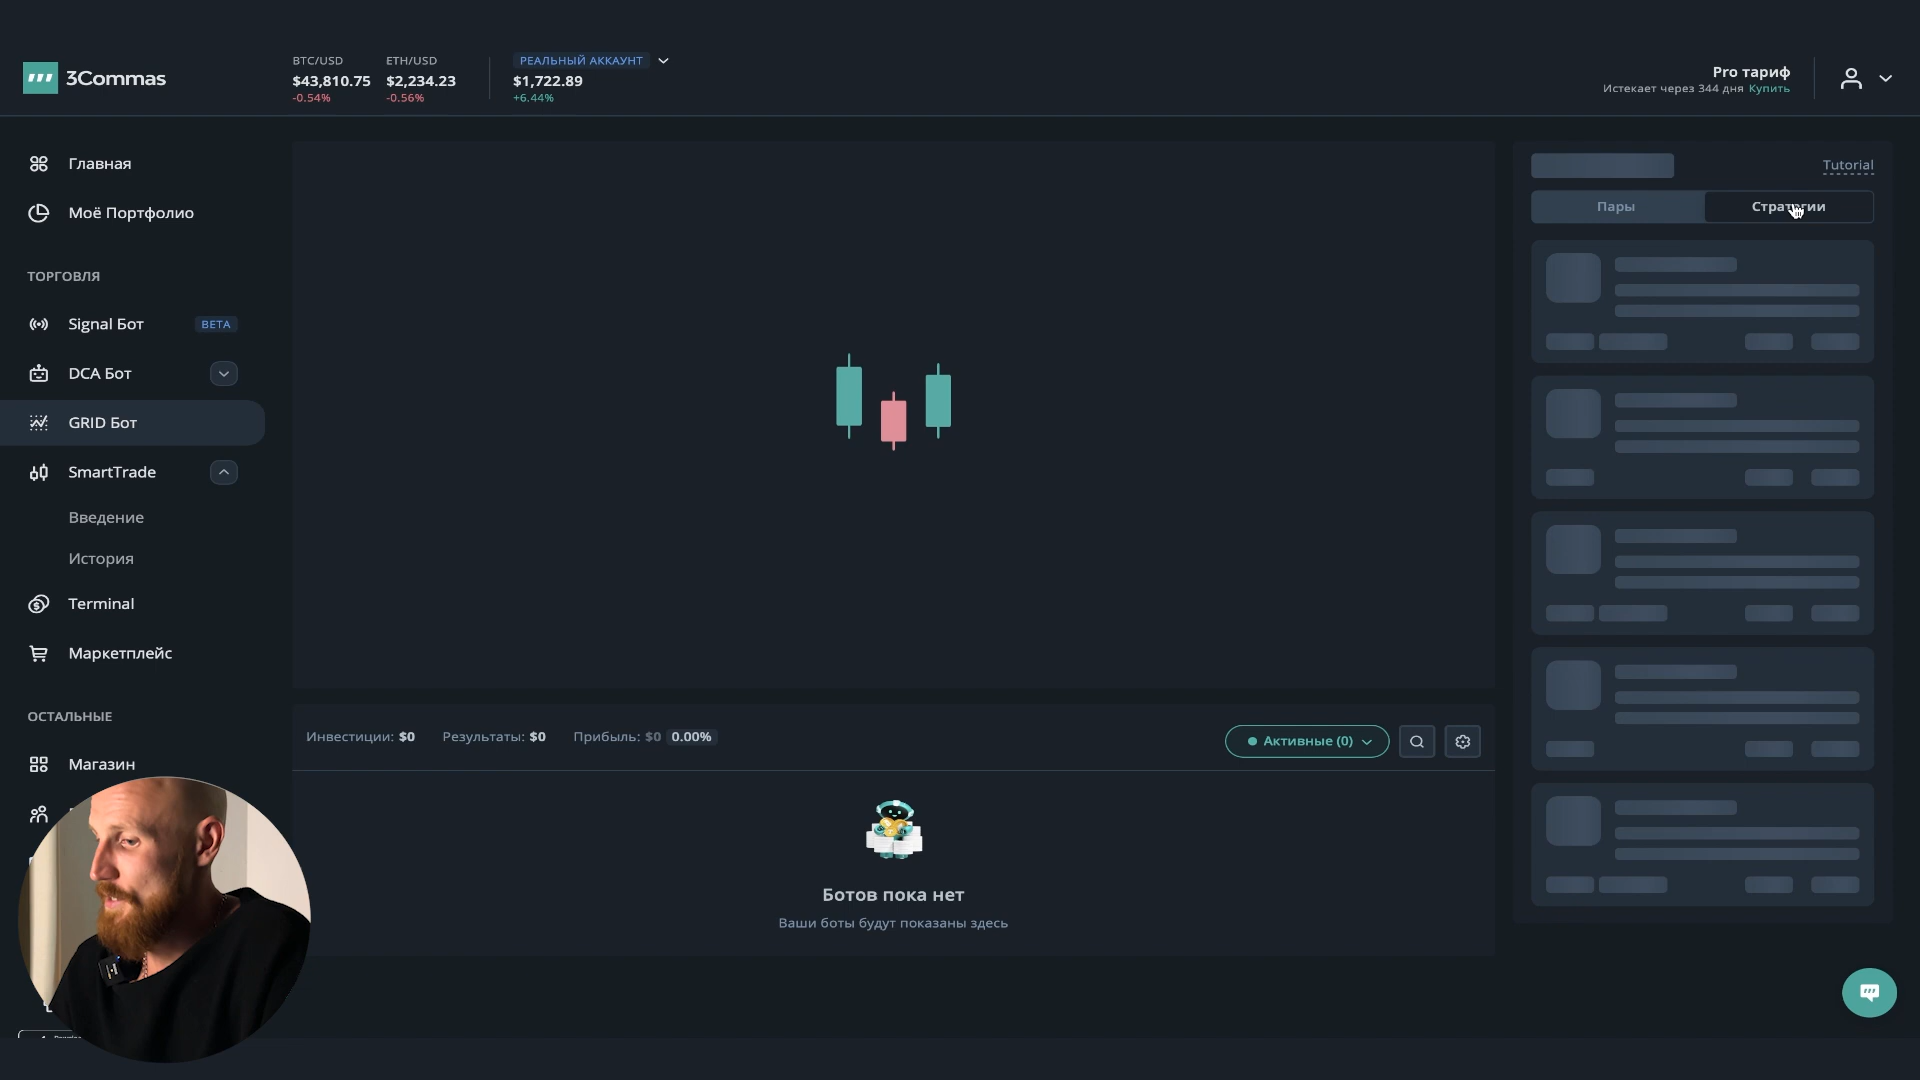 3Commas
BTC/USD
$43,810.75
-0.54%
ETH/USD
$2,234.23
-0.56%
РЕАЛЬНЫЙ АККАУНТ
$1,722.89
+6.44%
Pro тариф
Истекает через 344 дня Купить
Главная
Моё Портфолио
ТОРГОВЛЯ
Signal Бот BETA
DCA Бот
GRID Бот
SmartTrade
Введение
История
Terminal
Маркетплейс
ОСТАЛЬНЫЕ
Магазин
Инвестиции: $0 Результаты: $0 Прибыль: $0 0.00%
Активные (0)
Ботов пока нет
Ваши боты будут показаны здесь
Tutorial
Пары Стратегии